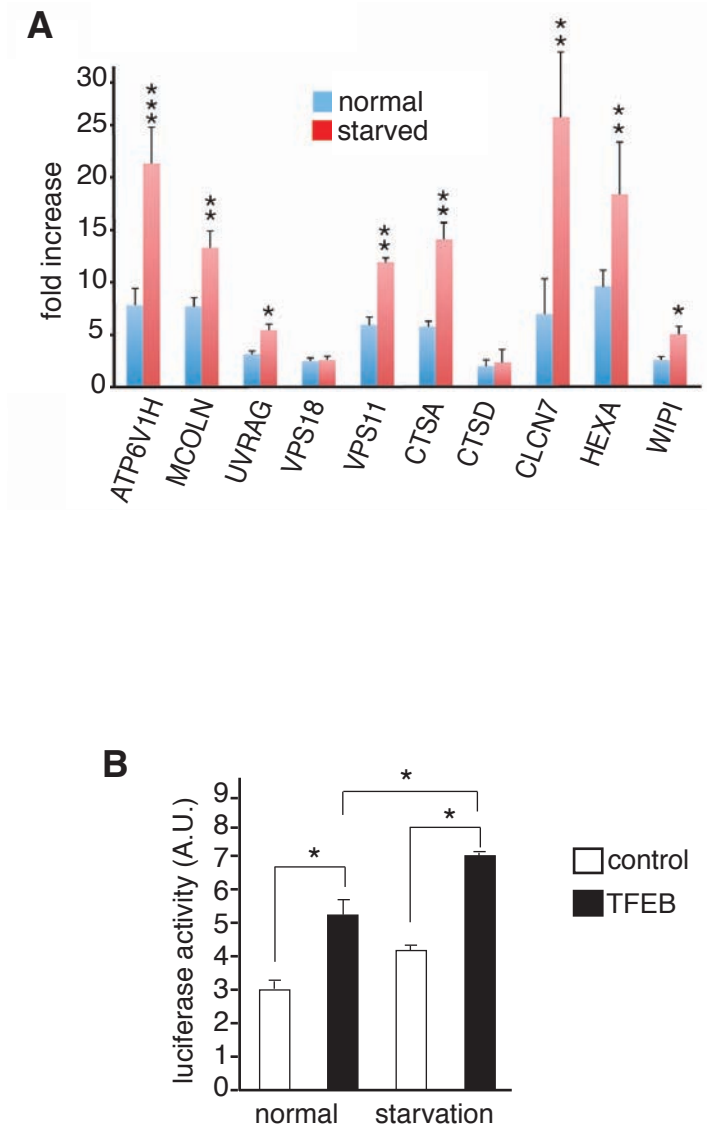 A
fold increase
30
25
20
15
10
5
0
normal
starved
***
**
*
**
**
**
**
*
ATP6V1H
MCOLN
UVRAG
VPS18
VPS11
CTSA
CTSD
CLCN7
HEXA
WIPI
B
luciferase activity (A.U.)
9
8
7
6
5
4
3
2
1
0
*
*
*
control
TFEB
normal starvation